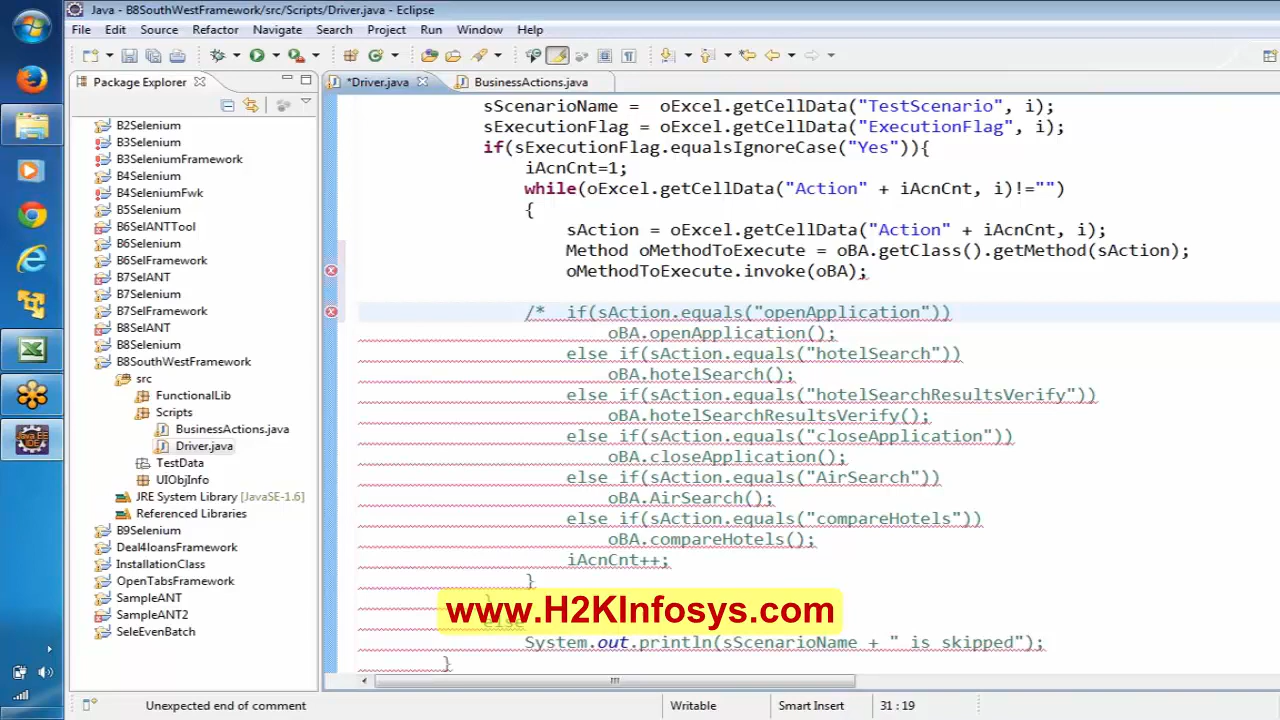 Java - B8SouthWestFramework/src/Scripts/Driver.java - Eclipse
File Edit Source Refactor Navigate Search Project Run Window Help
Package Explorer
*Driver.java
BusinessActions.java
B2Selenium
B3Selenium
B3SeleniumFramework
B4Selenium
B4SeleniumFwk
B5Selenium
B6SelANTTool
B6Selenium
B6SelFramework
B7SelANT
B7Selenium
B7SelFramework
B8SelANT
B8Selenium
B8SouthWestFramework
src
FunctionalLib
Scripts
BusinessActions.java
Driver.java
TestData
UIObjInfo
JRE System Library [JavaSE-1.6]
Referenced Libraries
B9Selenium
Deal4loansFramework
InstallationClass
OpenTabsFramework
SampleANT
SampleANT2
SeleEvenBatch
sScenarioName = oExcel.getCellData("TestScenario", i);
sExecutionFlag = oExcel.getCellData("ExecutionFlag", i);
if(sExecutionFlag.equalsIgnoreCase("Yes")){
iAcnCnt=1;
while(oExcel.getCellData("Action" + iAcnCnt, i)!="")
{
sAction = oExcel.getCellData("Action" + iAcnCnt, i);
Method oMethodToExecute = oBA.getClass().getMethod(sAction);
oMethodToExecute.invoke(oBA);
/* if(sAction.equals("openApplication"))
oBA.openApplication();
else if(sAction.equals("hotelSearch"))
oBA.hotelSearch();
else if(sAction.equals("hotelSearchResultsVerify"))
oBA.hotelSearchResultsVerify();
else if(sAction.equals("closeApplication"))
oBA.closeApplication();
else if(sAction.equals("AirSearch"))
oBA.AirSearch();
else if(sAction.equals("compareHotels"))
oBA.compareHotels();
iAcnCnt++;
}
}
www.H2KInfosys.com
else
System.out.println(sScenarioName + " is skipped");
}
Unexpected end of comment
Writable
Smart Insert
31 : 19